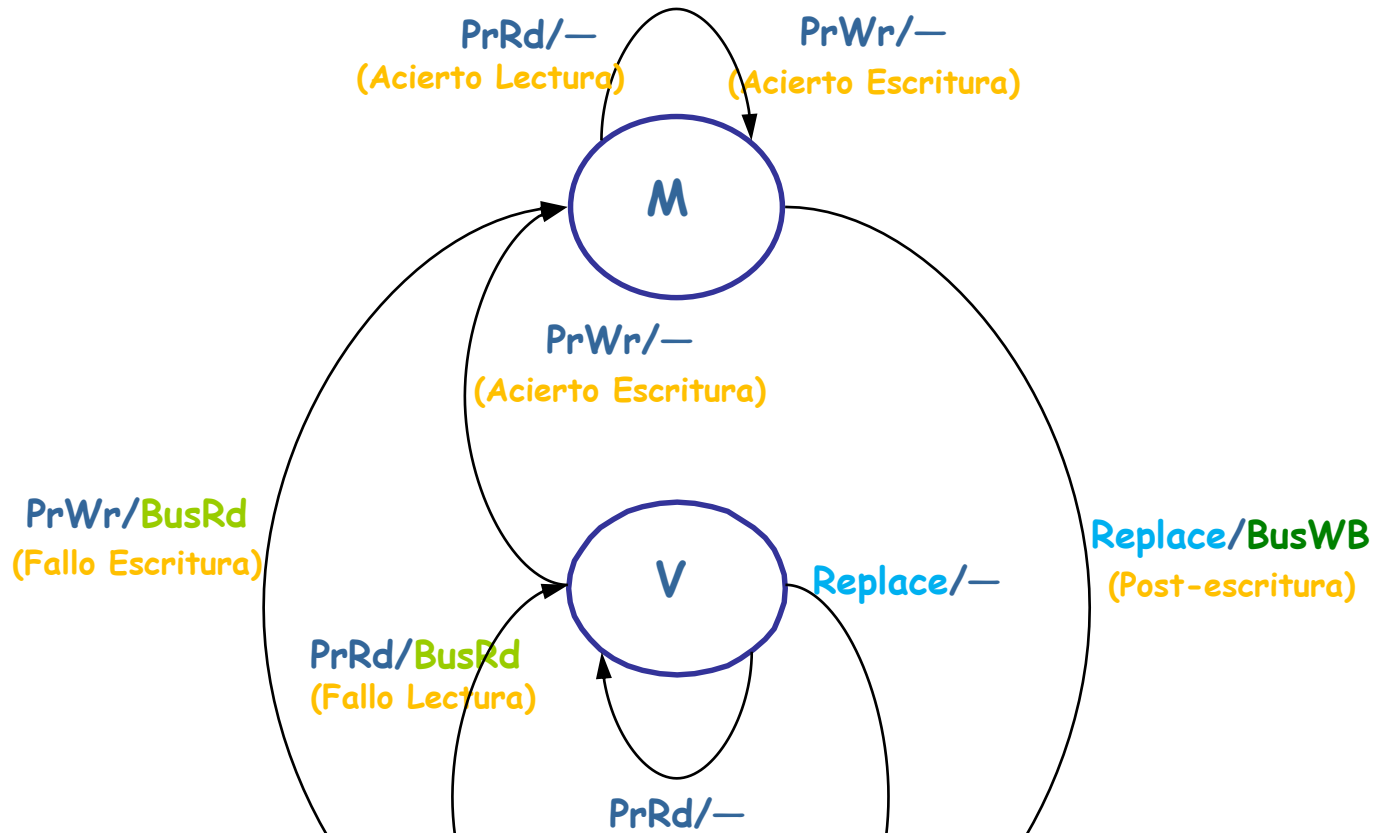 PrRd/—
(Acierto Lectura)
PrWr/—
(Acierto Escritura)
M
PrWr/—
(Acierto Escritura)
PrWr/BusRd
(Fallo Escritura)
Replace/BusWB
(Post-escritura)
V
Replace/—
PrRd/BusRd
(Fallo Lectura)
PrRd/—